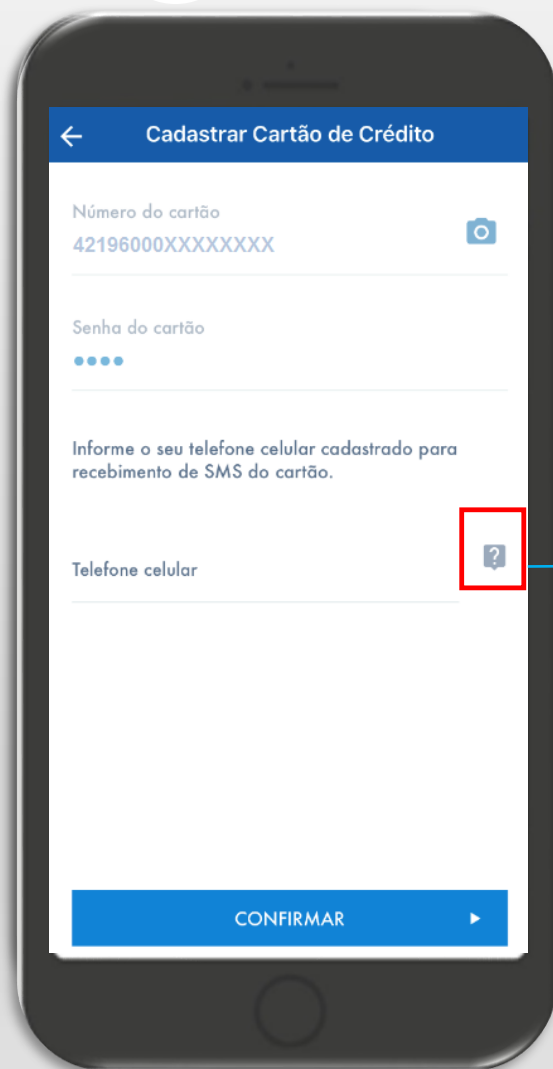 Cadastrar Cartão de Crédito
Número do cartão
42196000XXXXXXXX
Senha do cartão
••••
Informe o seu telefone celular cadastrado para
recebimento de SMS do cartão.
?
Telefone celular
CONFIRMAR